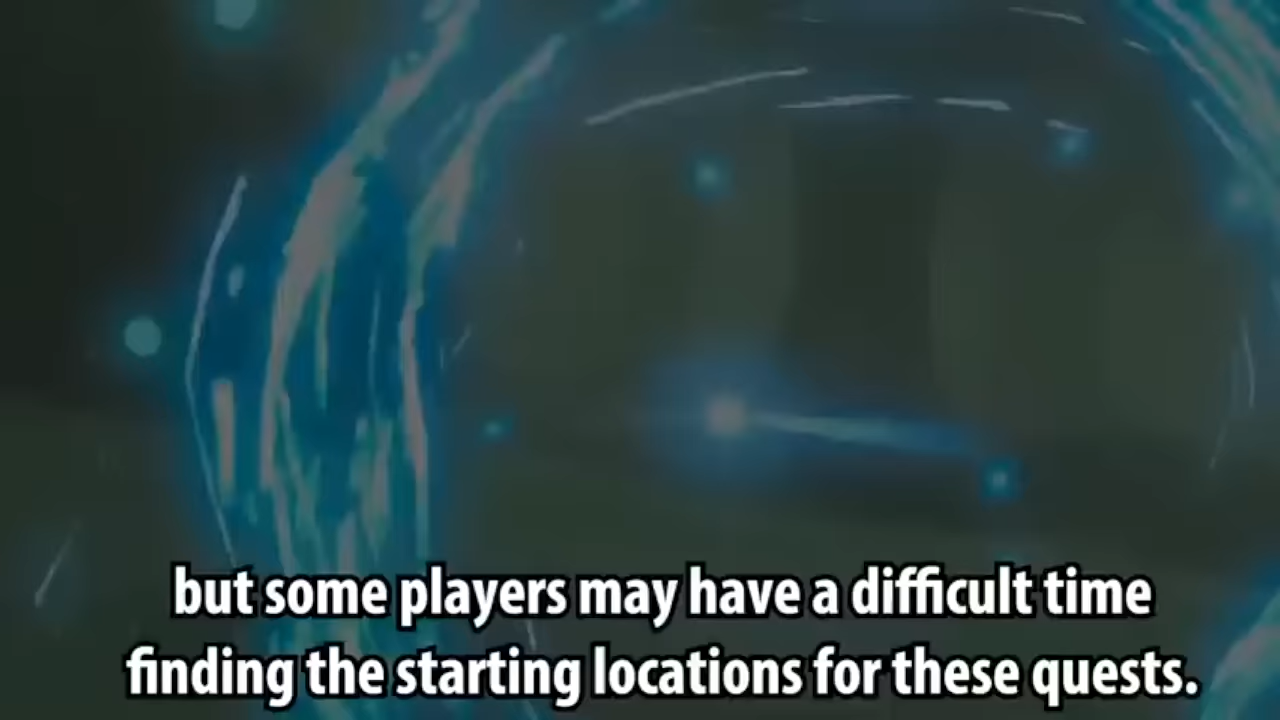 but some players may have a difficult time
finding the starting locations for these quests.